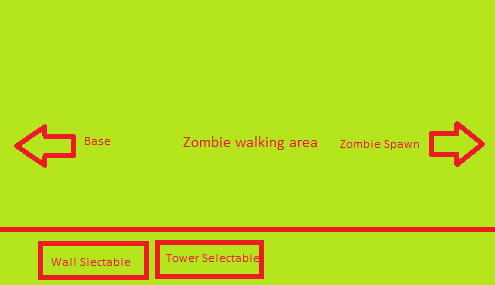 Base
Zombie walking area
Zombie Spawn
Wall Slectable
Tower Selectable